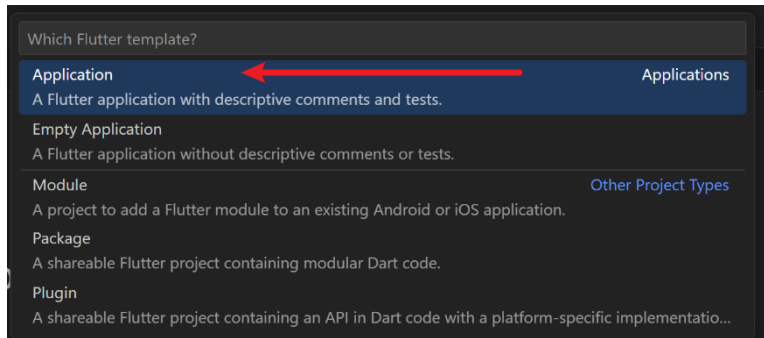 Which Flutter template?
Application Applications
A Flutter application with descriptive comments and tests.
Empty Application
A Flutter application without descriptive comments or tests.
Module Other Project Types
A project to add a Flutter module to an existing Android or iOS application.
Package
A shareable Flutter project containing modular Dart code.
Plugin
A shareable Flutter project containing an API in Dart code with a platform-specific implementatio...